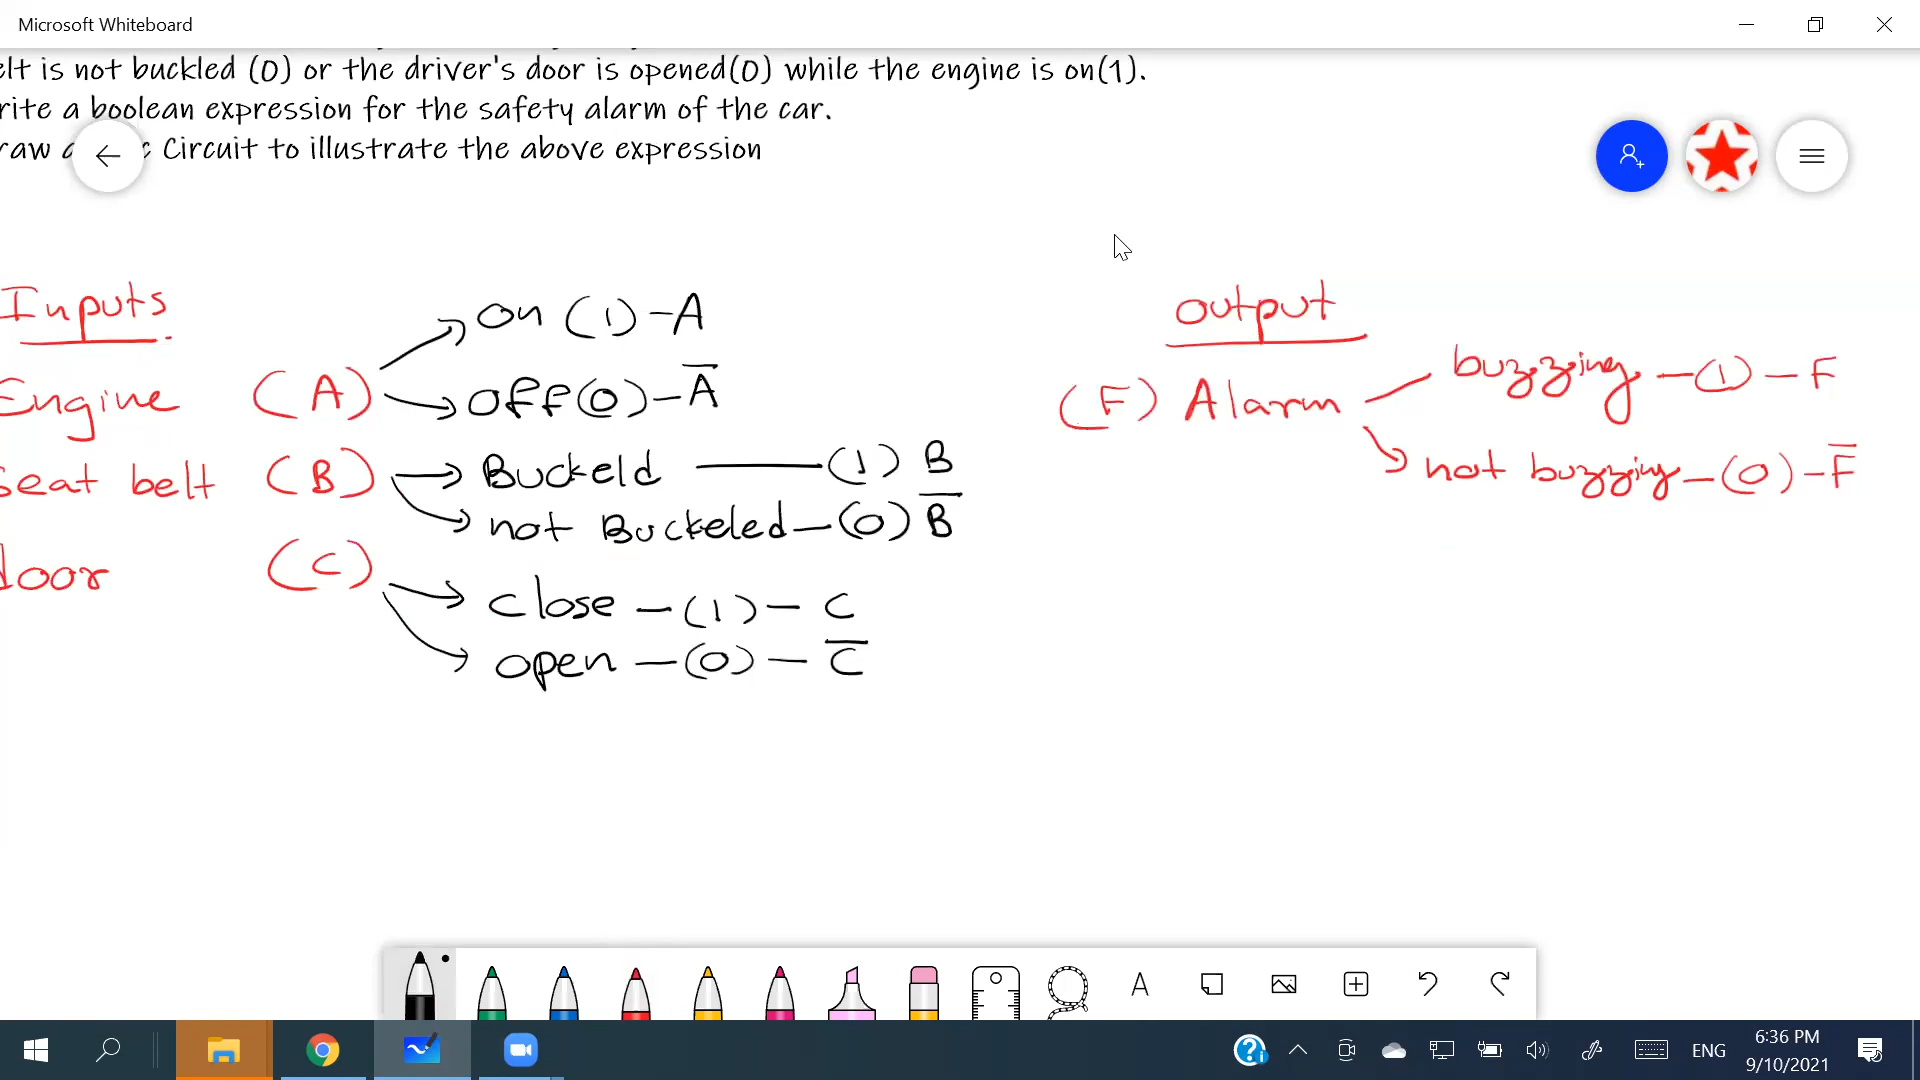 Microsoft Whiteboard
elt is not buckled (0) or the driver's door is opened(0) while the engine is on(1).
rite a boolean expression for the safety alarm of the car.
raw a c Circuit to illustrate the above expression
Inputs
Engine (A)
on (1) - A
off (0) - A̅
Seat belt (B)
Buckeld — (1) B
not Buckeled — (0) B̅
door (C)
close - (1) - C
open - (0) - C̅
output
(F) Alarm
buzzing - (1) - F
not buzzing - (0) - F̅
A
ENG
6:36 PM
9/10/2021